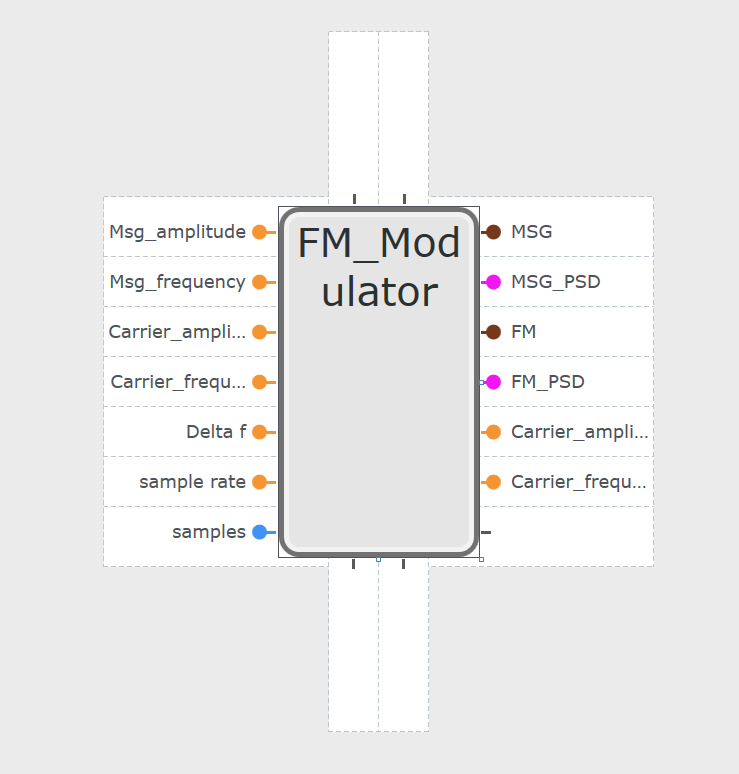 FM_Mod
ulator
Msg_amplitude
Msg_frequency
Carrier_ampli...
Carrier_frequ...
Delta f
sample rate
samples
MSG
MSG_PSD
FM
FM_PSD
Carrier_ampli...
Carrier_frequ...